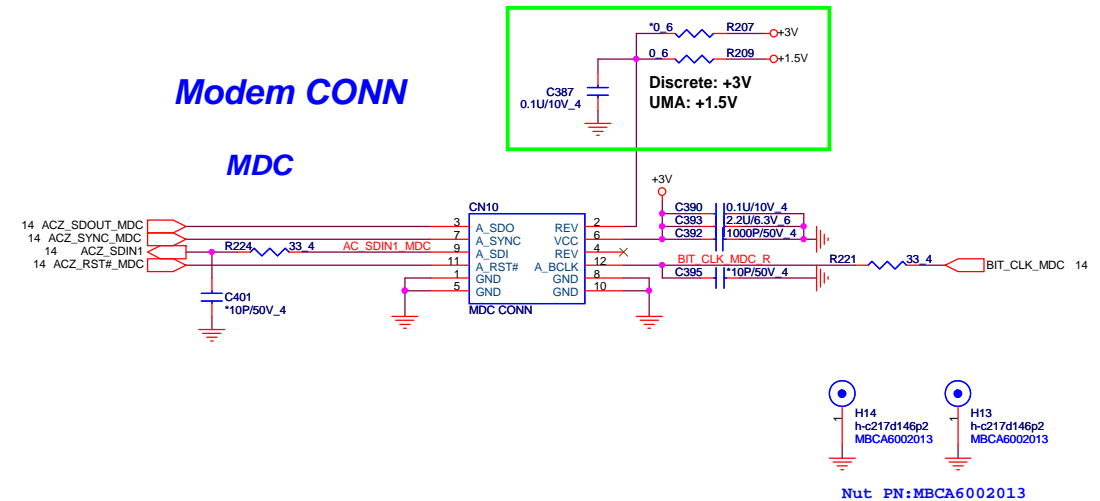 *0_6 R207 +3V
0_6 R209 +1.5V
Modem CONN
C387
0.1U/10V_4
Discrete: +3V
UMA: +1.5V
MDC
+3V
CN10
C390 0.1U/10V_4
C393 2.2U/6.3V_6
C392 1000P/50V_4
14 ACZ_SDOUT_MDC 3 A_SDO REV 2
14 ACZ_SYNC_MDC 7 A_SYNC VCC 6
14 ACZ_SDIN1 R224 33_4 AC_SDIN1_MDC 9 A_SDI REV 4
14 ACZ_RST#_MDC 11 A_RST# A_BCLK 12 BIT_CLK_MDC_R R221 33_4 BIT_CLK_MDC 14
1 GND GND 8
5 GND GND 10
C395 *10P/50V_4
MDC CONN
C401
*10P/50V_4
1 H14
h-c217d146p2
MBCA6002013
1 H13
h-c217d146p2
MBCA6002013
Nut PN:MBCA6002013